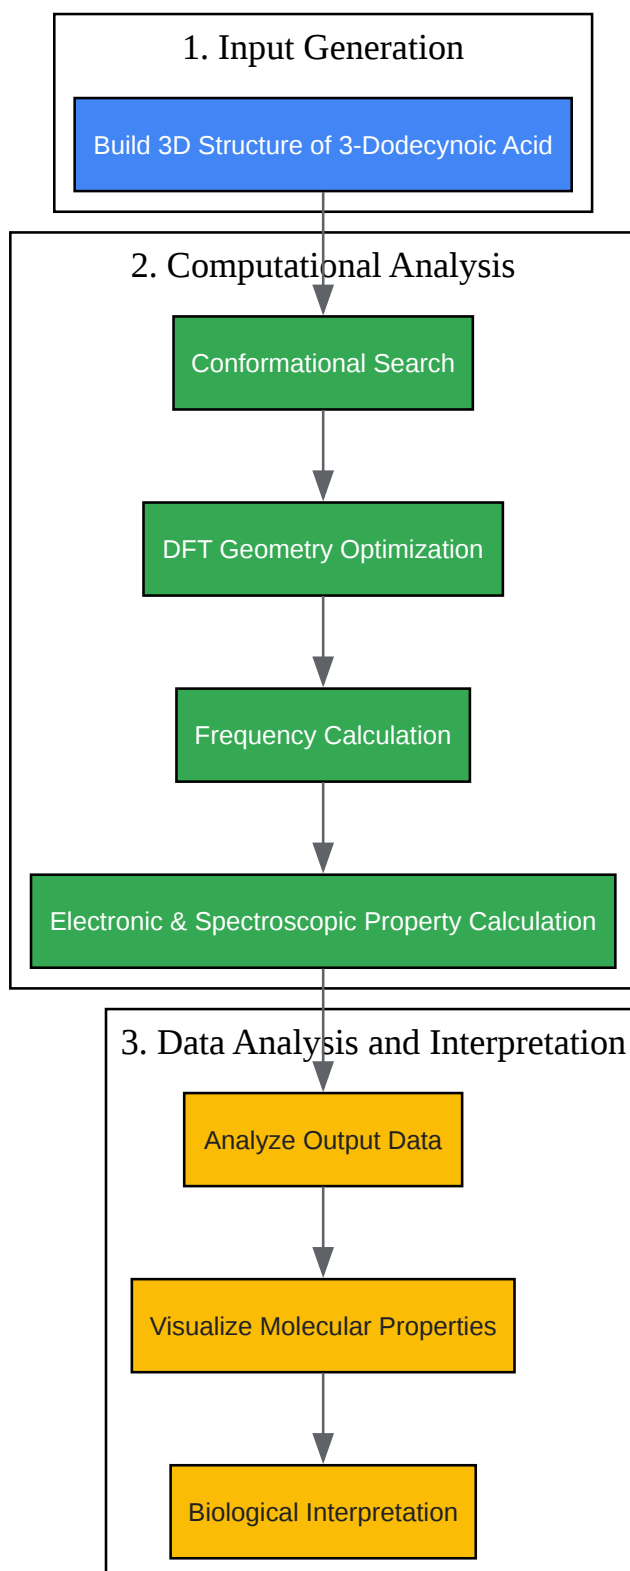 1. Input Generation
Build 3D Structure of 3-Dodecynoic Acid
2. Computational Analysis
Conformational Search
DFT Geometry Optimization
Frequency Calculation
Electronic & Spectroscopic Property Calculation
3. Data Analysis and Interpretation
Analyze Output Data
Visualize Molecular Properties
Biological Interpretation